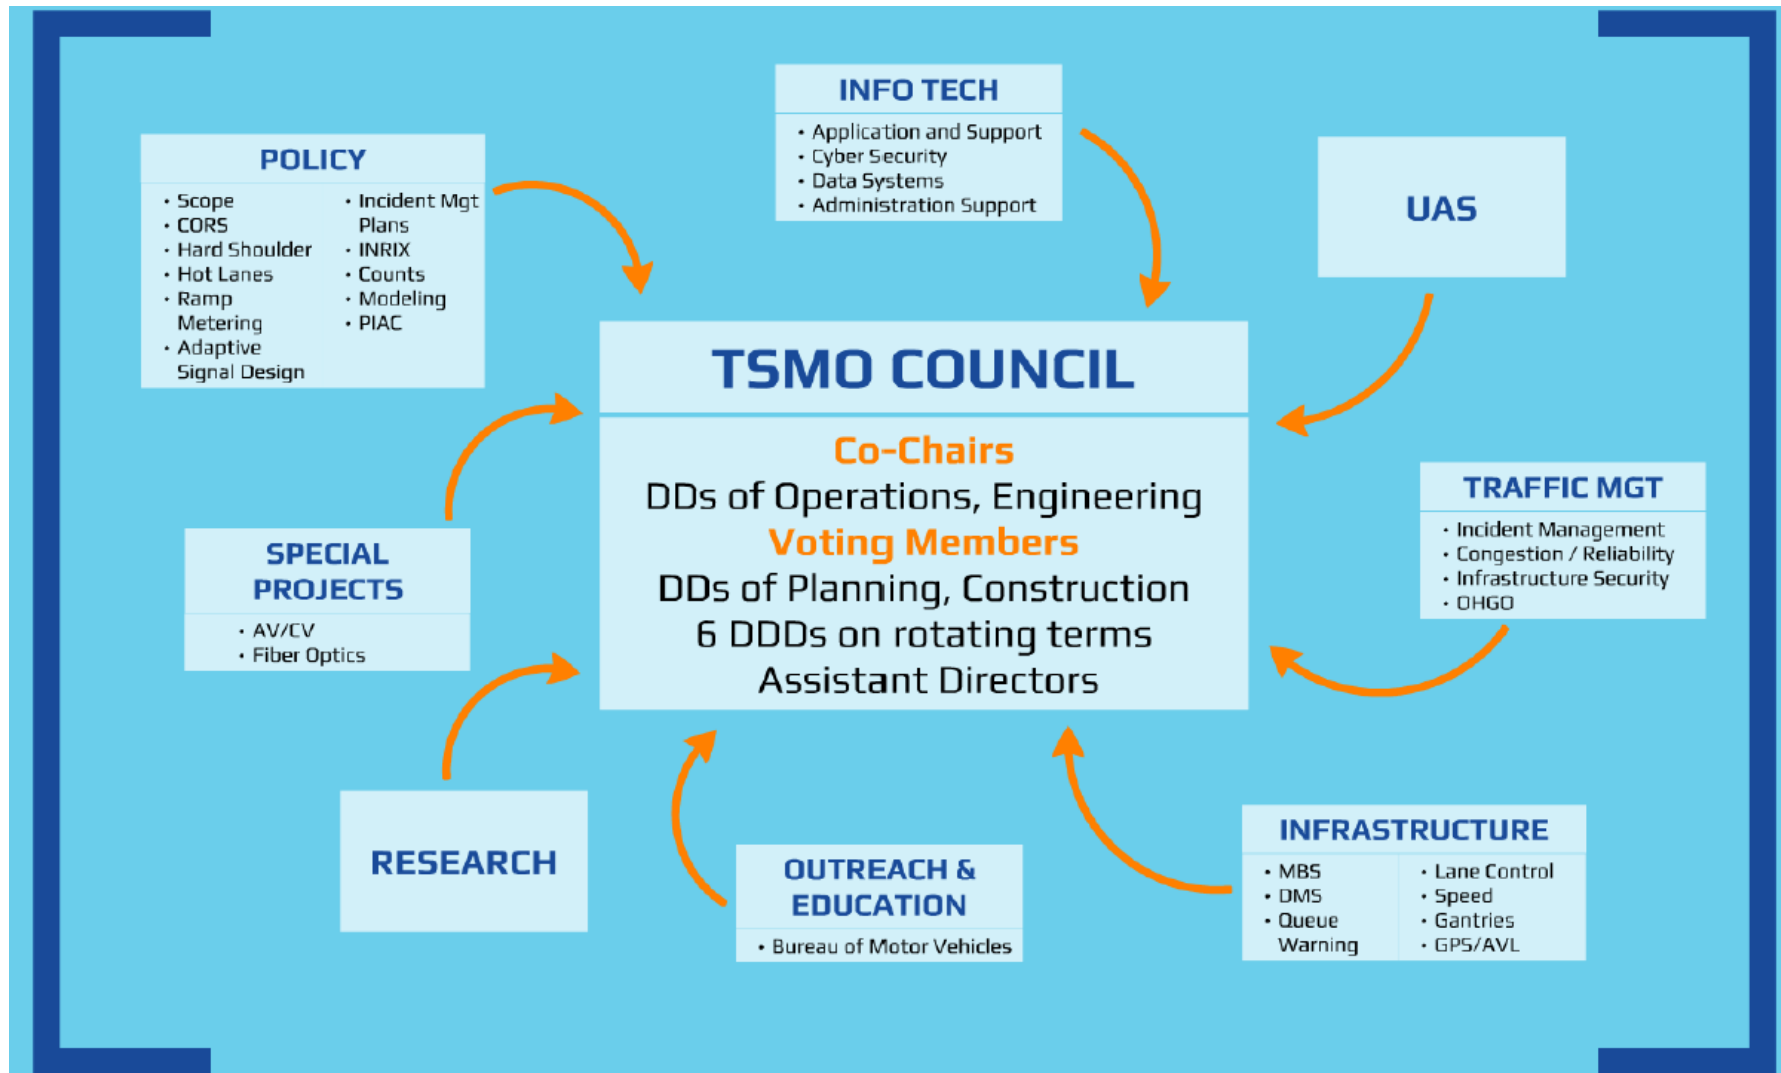 INFO TECH
• Application and Support
• Cyber Security
• Data Systems
• Administration Support
POLICY
• Scope
• CORS
• Hard Shoulder
• Hot Lanes
• Ramp
Metering
• Adaptive
Signal Design
• Incident Mgt
Plans
• INRIX
• Counts
• Modeling
• PIAC
UAS
TSMO COUNCIL
Co-Chairs
DDs of Operations, Engineering
Voting Members
DDs of Planning, Construction
6 DDDs on rotating terms
Assistant Directors
TRAFFIC MGT
• Incident Management
• Congestion / Reliability
• Infrastructure Security
• OHGO
SPECIAL
PROJECTS
• AV/CV
• Fiber Optics
RESEARCH
OUTREACH &
EDUCATION
• Bureau of Motor Vehicles
INFRASTRUCTURE
• MBS
• DMS
• Queue
Warning
• Lane Control
• Speed
• Gantries
• GPS/AVL